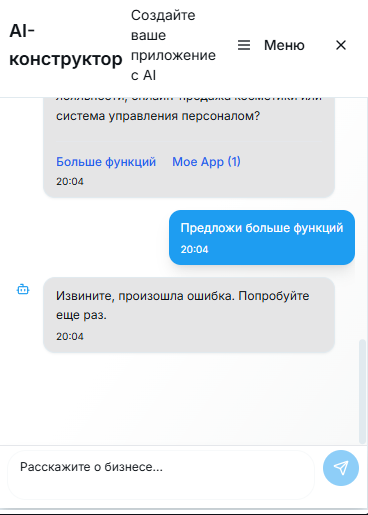 AI-
конструктор
Создайте
ваше
приложение
с AI
Меню
лояльности, онлайн-продажа косметики или
система управления персоналом?
Больше функций Мое App (1)
20:04
Предложи больше функций
20:04
Извините, произошла ошибка. Попробуйте
еще раз.
20:04
Расскажите о бизнесе...